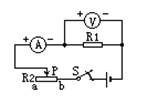 + V -
+ A - R1
P S
R2 a b